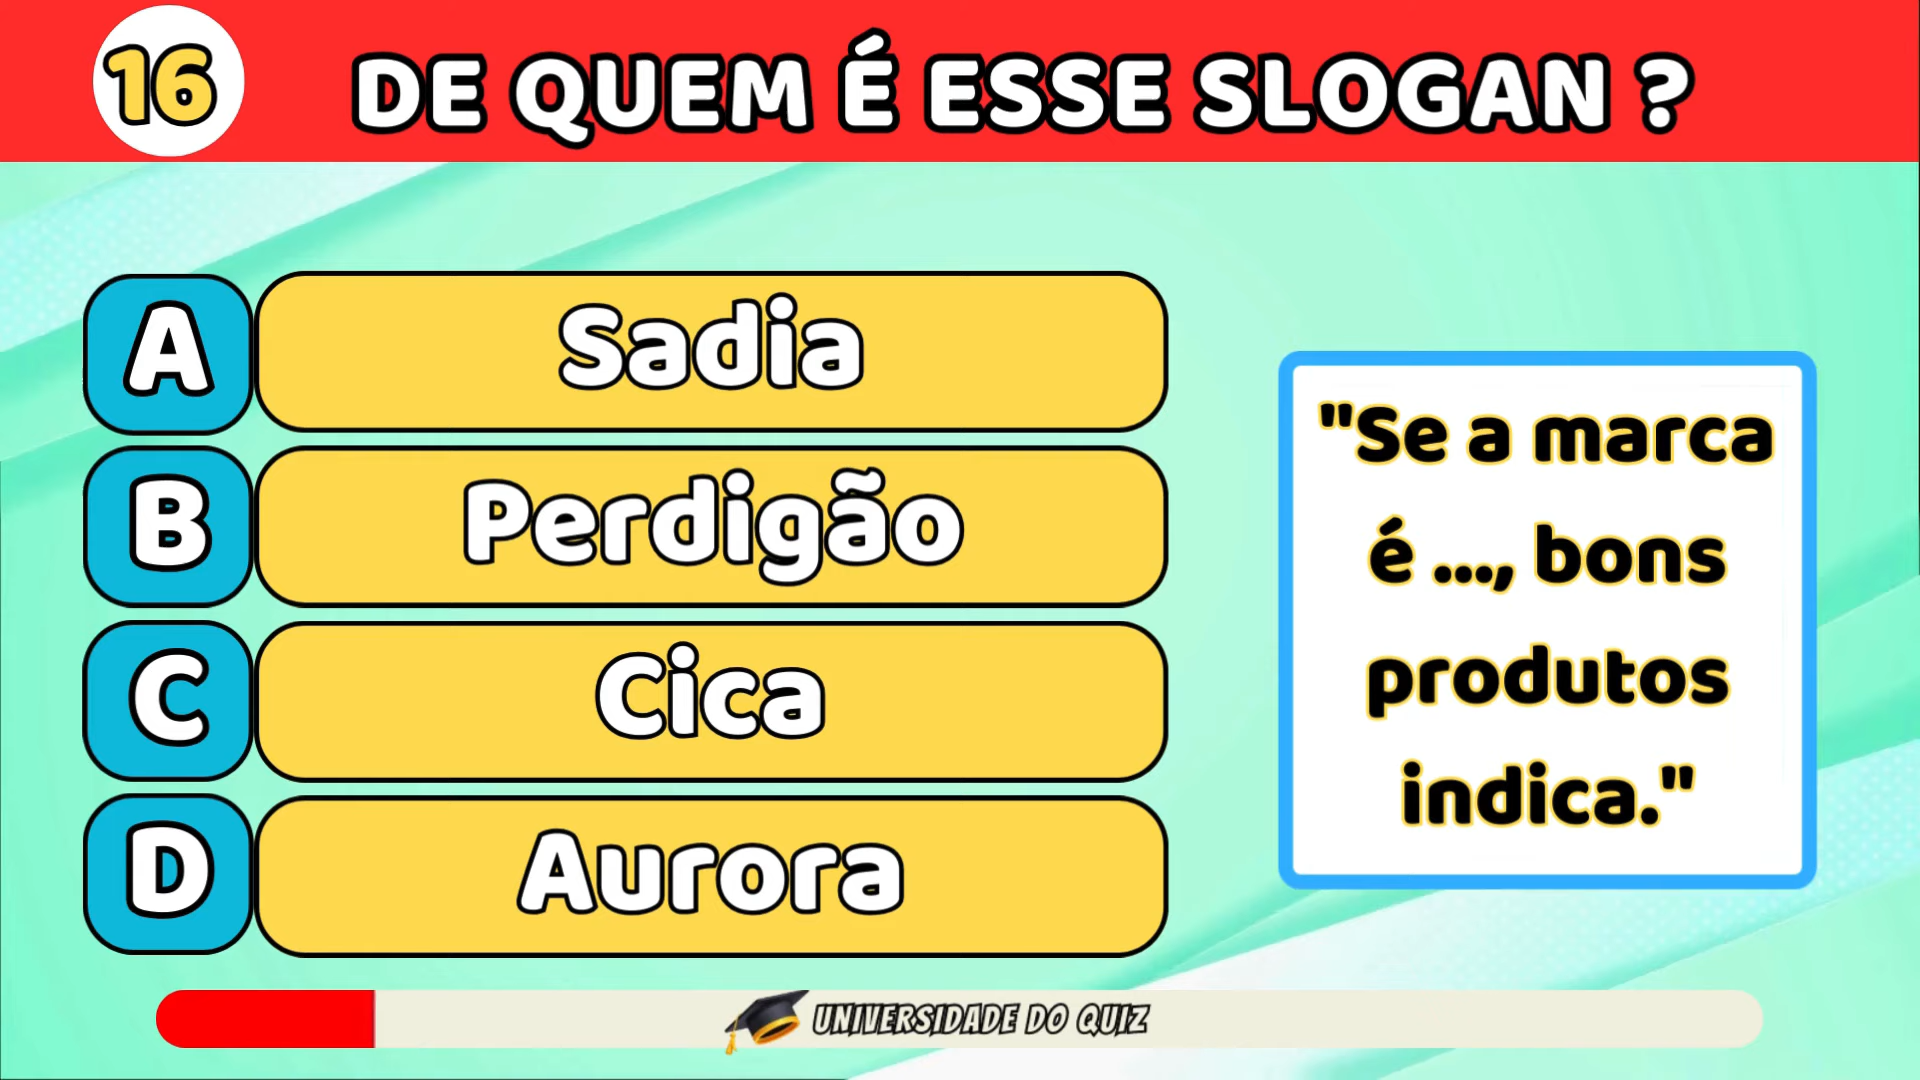 16
DE QUEM É ESSE SLOGAN ?
A
Sadia
B
Perdigão
C
Cica
D
Aurora
"Se a marca
é ..., bons
produtos
indica."
UNIVERSIDADE DO QUIZ